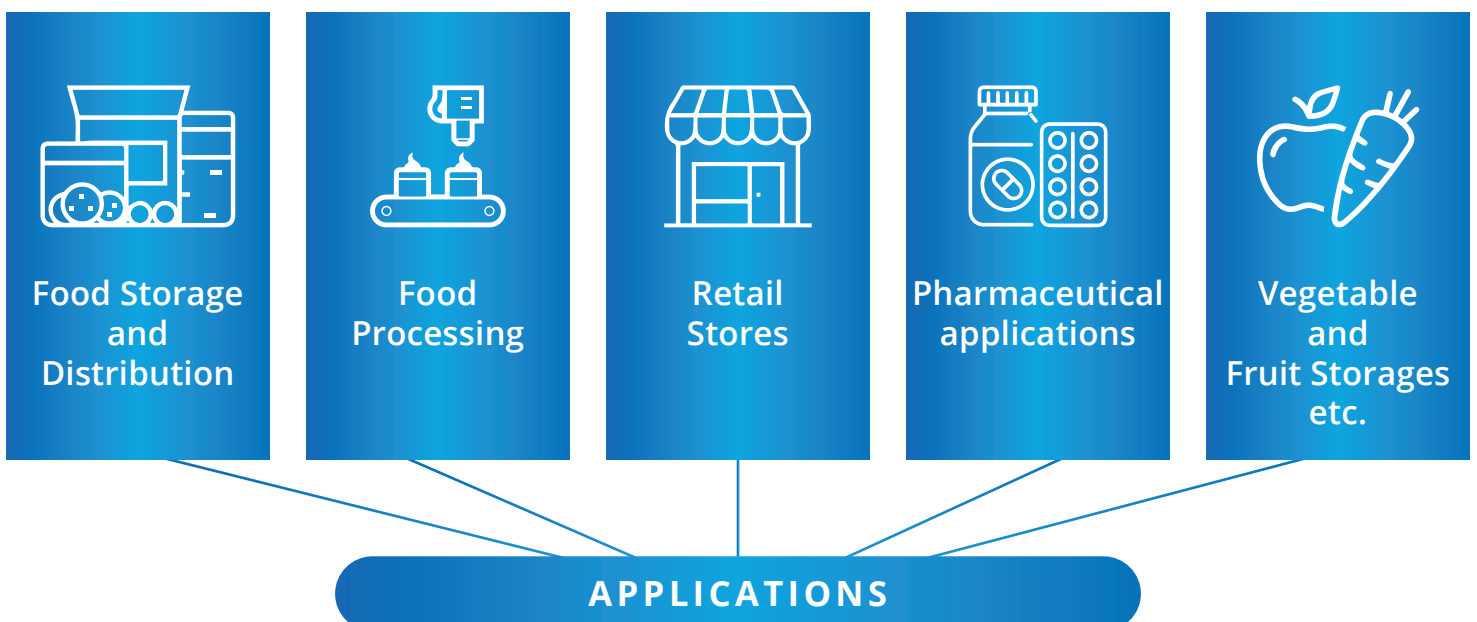 Food Storage
and
Distribution
Food
Processing
Retail
Stores
Pharmaceutical
applications
Vegetable
and
Fruit Storages
etc.
APPLICATIONS